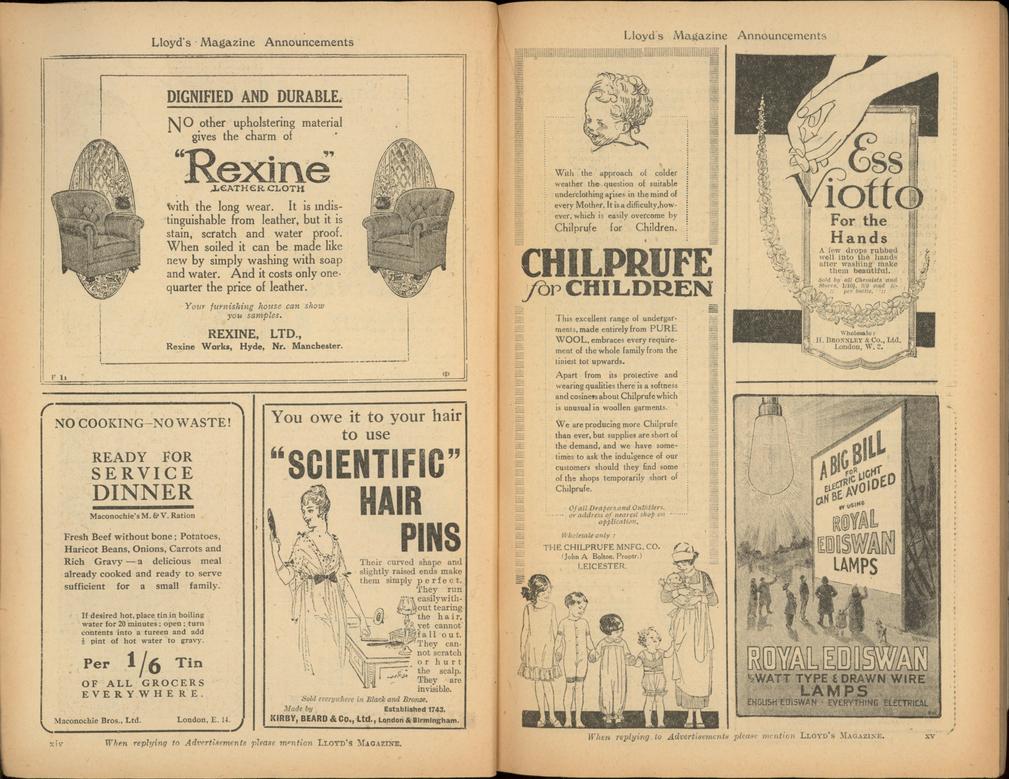 Lloyd's Magazine Announcements
DIGNIFIED AND DURABLE.
NO other upholstering material
gives the charm of
"Rexine"
LEATHER CLOTH
with the long wear. It is indis-
tinguishable from leather, but it is
stain, scratch and water proof.
When soiled it can be made like
new by simply washing with soap
and water. And it costs only one-
quarter the price of leather.
Your furnishing house can show
you samples.
REXINE, LTD.,
Rexine Works, Hyde, Nr. Manchester.
NO COOKING—NO WASTE!
READY FOR
SERVICE
DINNER
Maconochie's M. & V. Ration
Fresh Beef without bone; Potatoes,
Haricot Beans, Onions, Carrots and
Rich Gravy—a delicious meal
already cooked and ready to serve
sufficient for a small family.
If desired hot, place tin in boiling
water for 20 minutes; open; turn
contents into a tureen and add
½ pint of hot water to gravy.
Per 1/6 Tin
OF ALL GROCERS
EVERYWHERE.
Maconochie Bros., Ltd. London, E. 14.
You owe it to your hair
to use
"SCIENTIFIC"
HAIR
PINS
Their curved shape and
slightly raised ends make
them simply perfect.
They run
easily with-
out tearing
the hair,
yet cannot
fall out.
They can-
not scratch
or hurt
the scalp.
They are
invisible.
Sold everywhere in Black and Bronze.
Made by Established 1743.
KIRBY, BEARD & Co., Ltd., London & Birmingham.
xiv When replying to Advertisements please mention LLOYD'S MAGAZINE.
Lloyd's Magazine Announcements
With the approach of colder
weather the question of suitable
underclothing arises in the mind of
every Mother. It is a difficulty, how-
ever, which is easily overcome by
Chilprufe for Children.
CHILPRUFE
for CHILDREN
This excellent range of undergar-
ments, made entirely from PURE
WOOL, embraces every require-
ment of the whole family from the
tiniest tot upwards.
Apart from its protective and
wearing qualities there is a softness
and cosiness about Chilprufe which
is unusual in woollen garments.
We are producing more Chilprufe
than ever, but supplies are short of
the demand, and we have some-
times to ask the indulgence of our
customers should they find some
of the shops temporarily short of
Chilprufe.
Of all Drapers and Outfitters,
or address of nearest shop on
application.
Wholesale only:
THE CHILPRUFE MNFG. CO.
(John A. Bolton, Proptr.)
LEICESTER.
Ess
Viotto
For the
Hands
A few drops rubbed
well into the hands
after washing make
them beautiful.
Sold by all Chemists and
Stores,
per bottle.
Wholesale:
H. BRONNLEY & Co., Ltd.
London, W. 3.
A BIG BILL
FOR
ELECTRIC LIGHT
CAN BE AVOIDED
BY USING
ROYAL
EDISWAN
LAMPS
ROYAL EDISWAN
½ WATT TYPE & DRAWN WIRE
LAMPS
ENGLISH EDISWAN - EVERYTHING ELECTRICAL
When replying to Advertisements please mention LLOYD'S MAGAZINE. xv